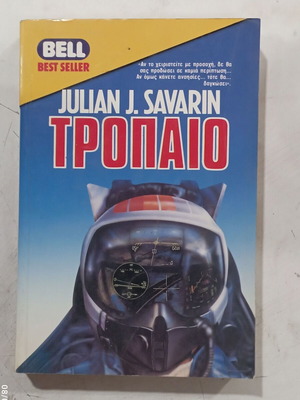 BELL
BEST SELLER
«Αν το χειριστείτε με προσοχή, δε θα
σας προδώσει σε καμιά περίπτωση...
Αν όμως κάνετε ανοησίες... τότε θα...
δαγκώσει».
JULIAN J. SAVARIN
ΤΡΟΠΑΙΟ